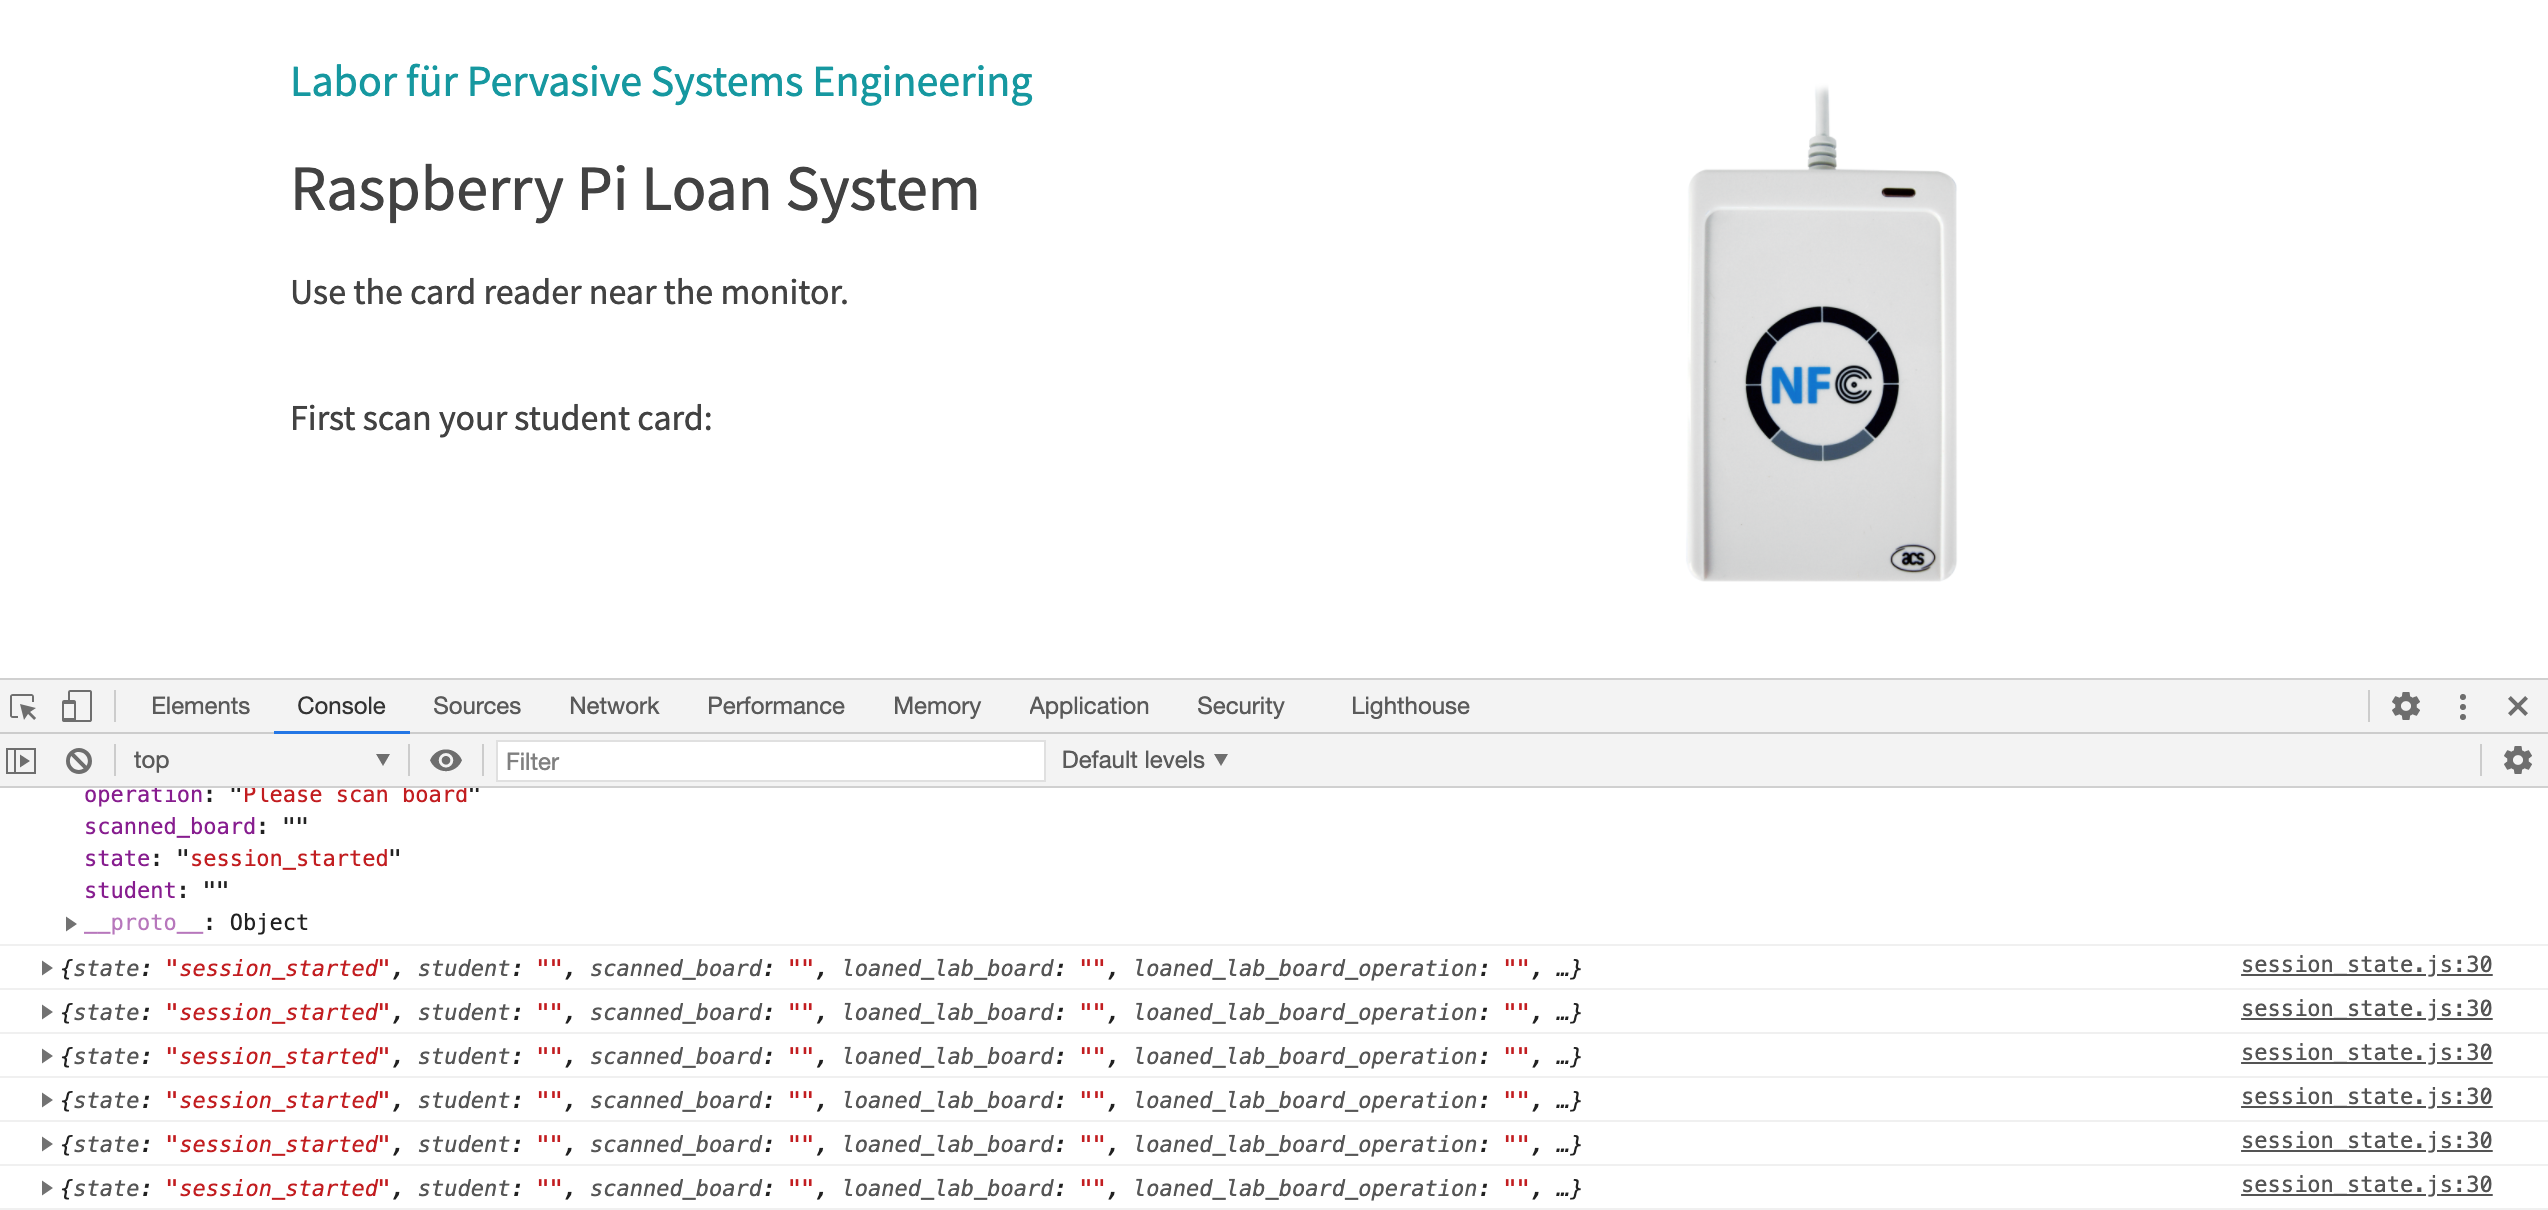 Labor für Pervasive Systems Engineering
Raspberry Pi Loan System
Use the card reader near the monitor.
First scan your student card:
NFC
acs
Elements Console Sources Network Performance Memory Application Security Lighthouse
top Filter Default levels
operation: "Please scan board"
scanned_board: ""
state: "session_started"
student: ""
__proto__: Object
{state: "session_started", student: "", scanned_board: "", loaned_lab_board: "", loaned_lab_board_operation: "", …} session_state.js:30
{state: "session_started", student: "", scanned_board: "", loaned_lab_board: "", loaned_lab_board_operation: "", …} session_state.js:30
{state: "session_started", student: "", scanned_board: "", loaned_lab_board: "", loaned_lab_board_operation: "", …} session_state.js:30
{state: "session_started", student: "", scanned_board: "", loaned_lab_board: "", loaned_lab_board_operation: "", …} session_state.js:30
{state: "session_started", student: "", scanned_board: "", loaned_lab_board: "", loaned_lab_board_operation: "", …} session_state.js:30
{state: "session_started", student: "", scanned_board: "", loaned_lab_board: "", loaned_lab_board_operation: "", …} session_state.js:30